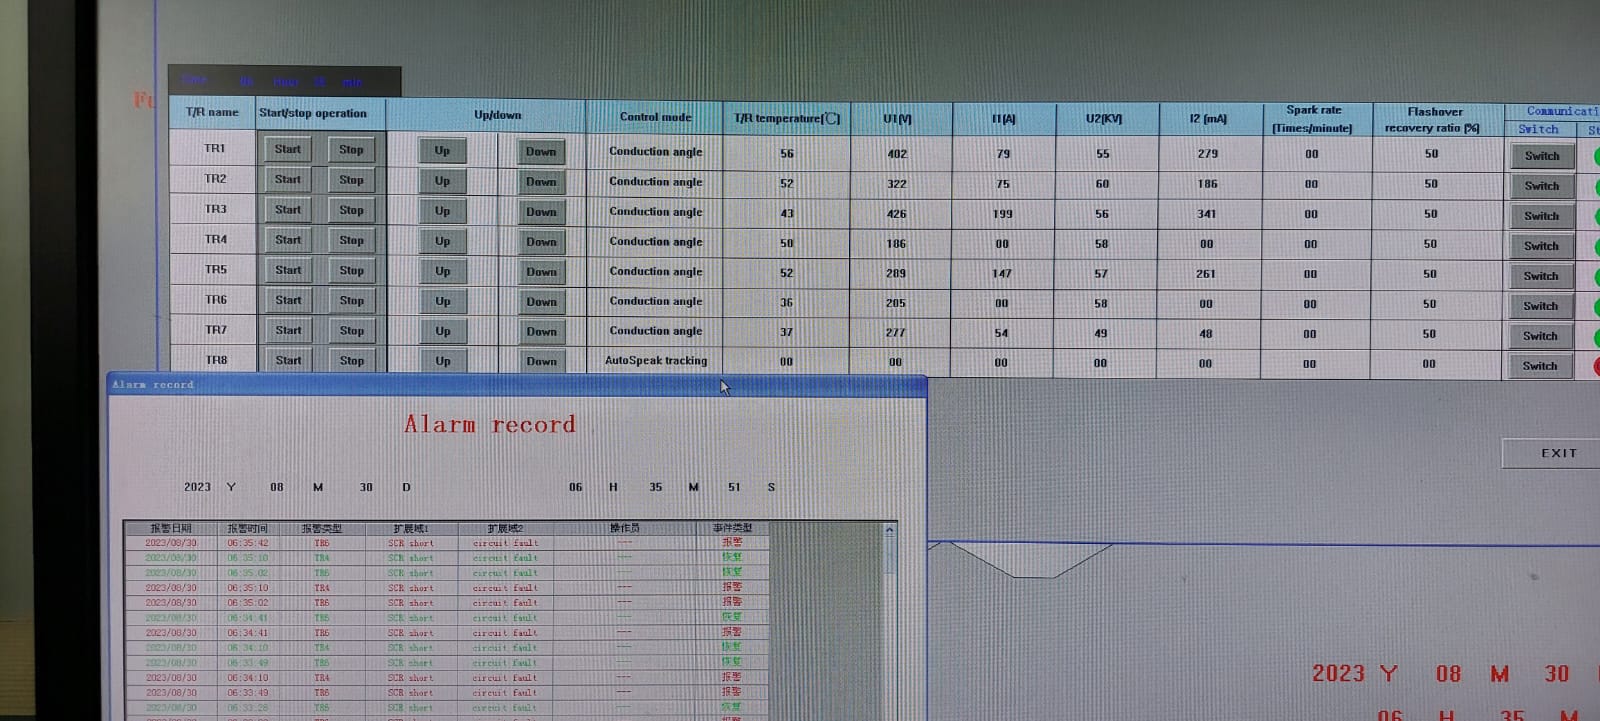 Hour min
T/R name Start/stop operation Up/down Control mode T/R temperature(℃) U1(V) I1(A) U2(KV) I2 (mA) Spark rate [Times/minute] Flashover recovery ratio (%) Switch
TR1 Start Stop Up Down Conduction angle 56 402 79 55 279 00 50 Switch
TR2 Start Stop Up Down Conduction angle 52 322 75 60 186 00 50 Switch
TR3 Start Stop Up Down Conduction angle 43 426 199 56 341 00 50 Switch
TR4 Start Stop Up Down Conduction angle 50 186 00 58 00 00 50 Switch
TR5 Start Stop Up Down Conduction angle 52 289 147 57 261 00 50 Switch
TR6 Start Stop Up Down Conduction angle 36 205 00 58 00 00 50 Switch
TR7 Start Stop Up Down Conduction angle 37 277 54 49 48 00 50 Switch
TR8 Start Stop Up Down AutoSpeak tracking 00 00 00 00 00 00 00 Switch
Alarm record
Alarm record
EXIT
2023 Y 08 M 30 D 06 H 35 M 51 S
报警日期 报警时间 报警类型 扩展域1 扩展域2 操作员 事件类型
2023/08/30 06:35:42 TR6 SCR short circuit fault --- 报警
2023/08/30 06:35:10 TR4 SCR short circuit fault --- 恢复
2023/08/30 06:35:02 TR6 SCR short circuit fault --- 恢复
2023/08/30 06:35:10 TR4 SCR short circuit fault --- 报警
2023/08/30 06:35:02 TR6 SCR short circuit fault --- 报警
2023/08/30 06:34:41 TR6 SCR short circuit fault --- 恢复
2023/08/30 06:34:41 TR6 SCR short circuit fault --- 报警
2023/08/30 06:34:10 TR4 SCR short circuit fault --- 恢复
2023/08/30 06:33:49 TR6 SCR short circuit fault --- 恢复
2023/08/30 06:34:10 TR4 SCR short circuit fault --- 报警
2023/08/30 06:33:49 TR6 SCR short circuit fault --- 报警
2023/08/30 06:33:28 TR6 SCR short circuit fault --- 恢复
2023 Y 08 M 30
06 H 35 M